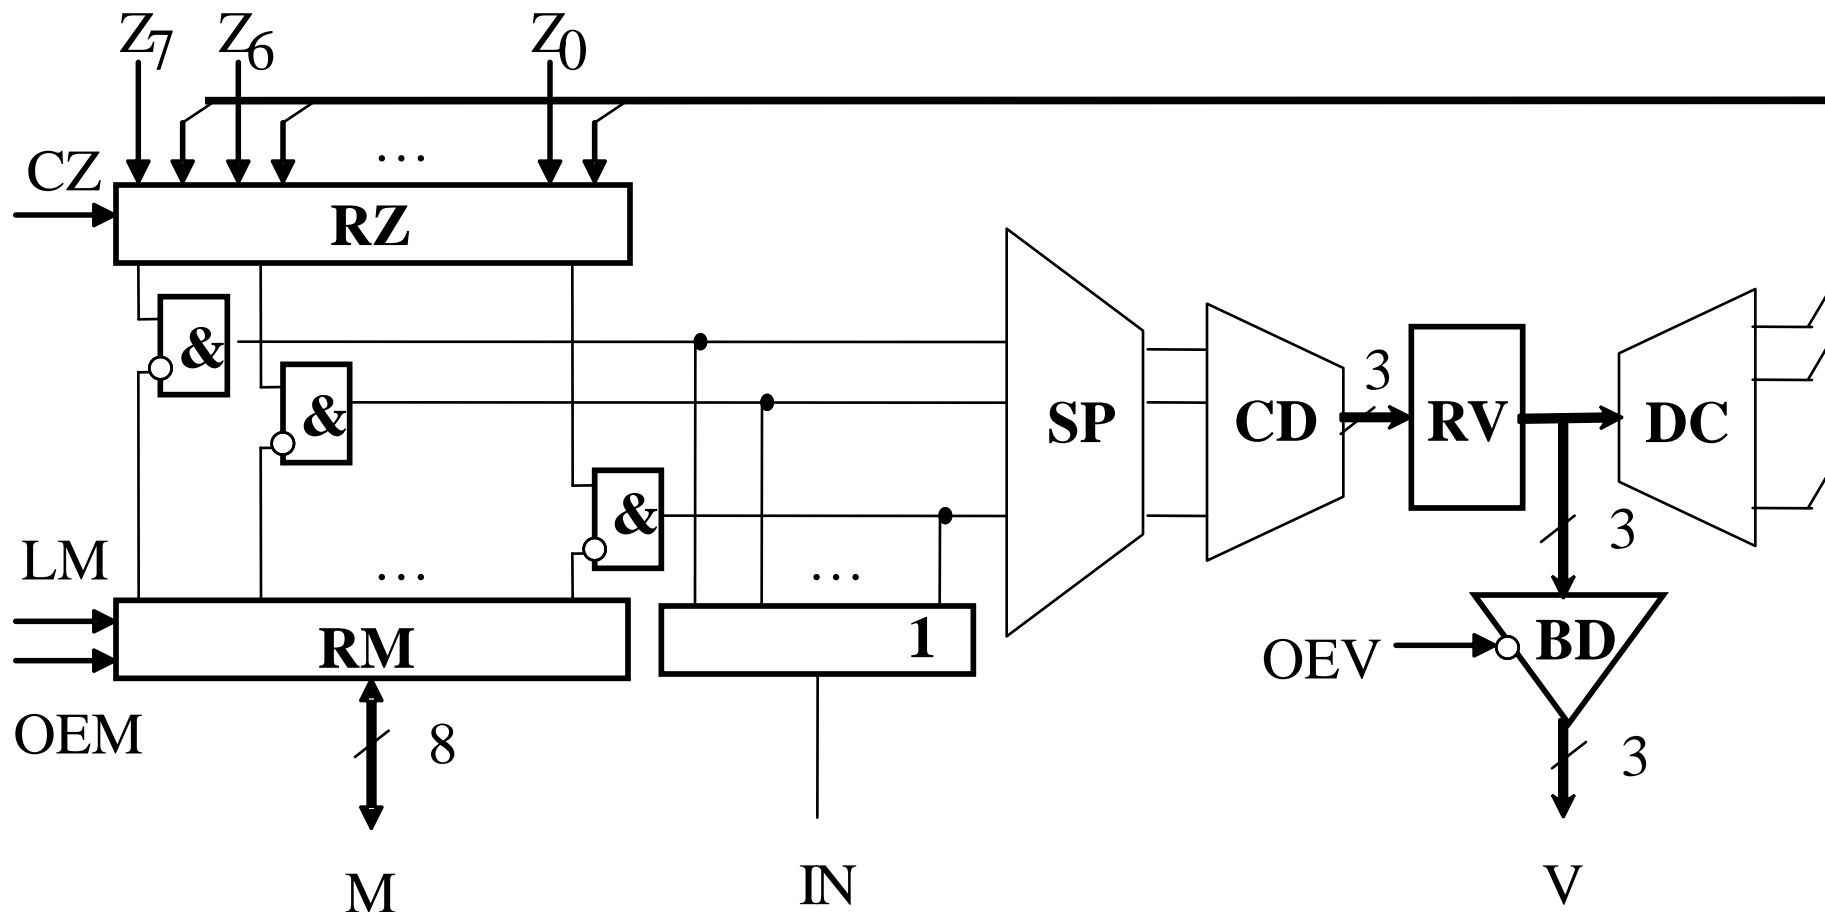 Z7 Z6 Z0
CZ
...
RZ
&
&
&
SP
CD
3
RV
DC
3
LM
...
...
RM
1
BD
OEV
OEM
8
3
M
IN
V